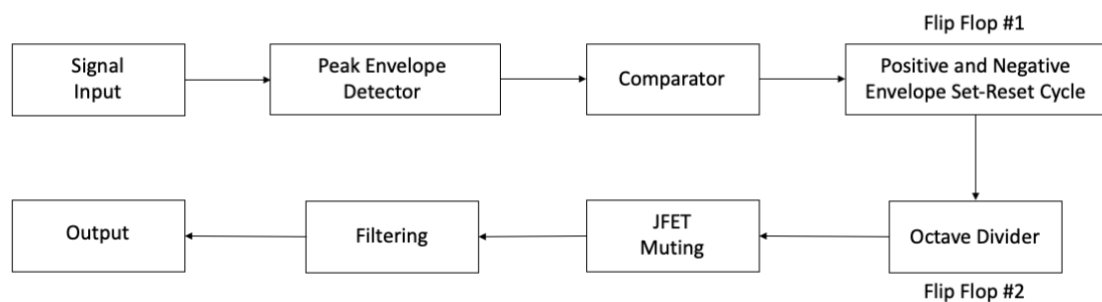 Flip Flop #1
Signal
Input
Peak Envelope
Detector
Comparator
Positive and Negative
Envelope Set-Reset Cycle
Output
Filtering
JFET
Muting
Octave Divider
Flip Flop #2